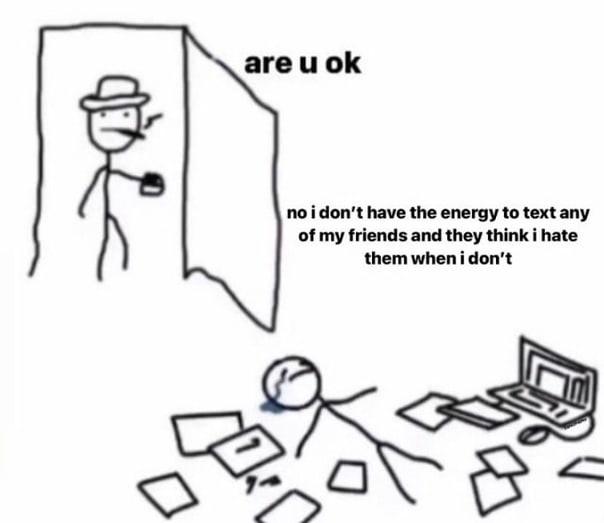 are u ok
no i don't have the energy to text any
of my friends and they think i hate
them when i don't